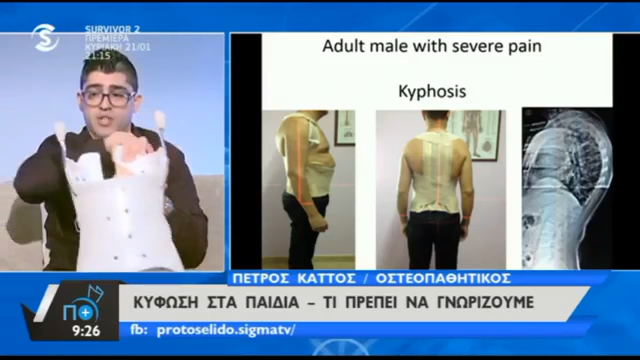 SURVIVOR 2
ΠΡΕΜΙΕΡΑ
ΚΥΡΙΑΚΗ 21/01
21:15
Adult male with severe pain
Kyphosis
ΠΕΤΡΟΣ ΚΑΤΤΟΣ / ΟΣΤΕΟΠΑΘΗΤΙΚΟΣ
ΚΥΦΩΣΗ ΣΤΑ ΠΑΙΔΙΑ – ΤΙ ΠΡΕΠΕΙ ΝΑ ΓΝΩΡΙΖΟΥΜΕ
9:26
fb: protoselido.sigmatv/